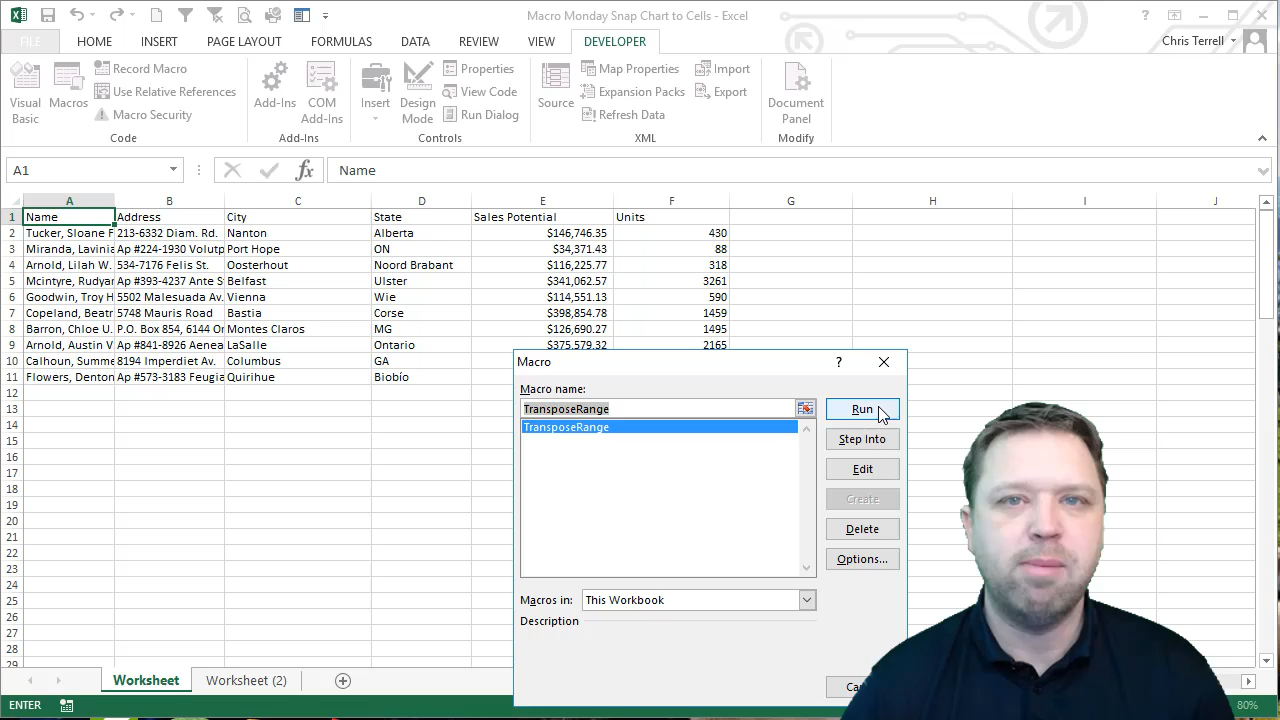 Macro Monday Snap Chart to Cells - Excel
?
FILE HOME INSERT PAGE LAYOUT FORMULAS DATA REVIEW VIEW DEVELOPER Chris Terrell
Visual Basic
Macros
Record Macro
Use Relative References
Macro Security
Code
Add-Ins
COM Add-Ins
Add-Ins
Insert
Design Mode
Properties
View Code
Run Dialog
Controls
Source
Map Properties
Expansion Packs
Refresh Data
Import
Export
XML
Document Panel
Modify
A1 fx Name
A B C D E F G H I J
1 Name Address City State Sales Potential Units
2 Tucker, Sloane F 213-6332 Diam. Rd. Nanton Alberta $146,746.35 430
3 Miranda, Lavinia Ap #224-1930 Volutp Port Hope ON $34,371.43 88
4 Arnold, Lilah W. 534-7176 Felis St. Oosterhout Noord Brabant $116,225.77 318
5 Mcintyre, Rudyar Ap #393-4237 Ante S Belfast Ulster $341,062.57 3261
6 Goodwin, Troy H 5502 Malesuada Av. Vienna Wie $114,551.13 590
7 Copeland, Beatr 5748 Mauris Road Bastia Corse $398,854.78 1459
8 Barron, Chloe U. P.O. Box 854, 6144 Or Montes Claros MG $126,690.27 1495
9 Arnold, Austin V Ap #841-8926 Aenea LaSalle Ontario $375,579.32 2165
10 Calhoun, Summe 8194 Imperdiet Av. Columbus GA
11 Flowers, Denton Ap #573-3183 Feugia Quirihue Biobío
12
13
14
15
16
17
18
19
20
21
22
23
24
25
26
27
28
29
Macro ?
Macro name:
TransposeRange
TransposeRange
Run
Step Into
Edit
Create
Delete
Options...
Macros in: This Workbook
Description
Ca
Worksheet Worksheet (2)
ENTER 80%